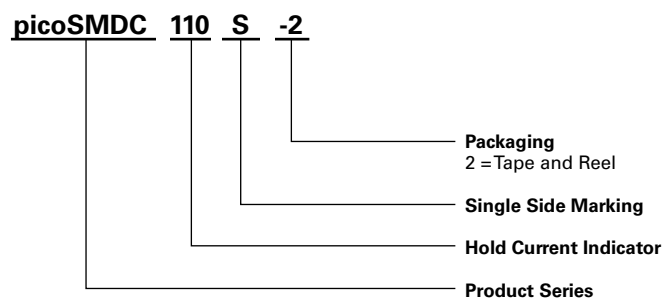 picoSMDC 110 S -2
Packaging
2 = Tape and Reel
Single Side Marking
Hold Current Indicator
Product Series